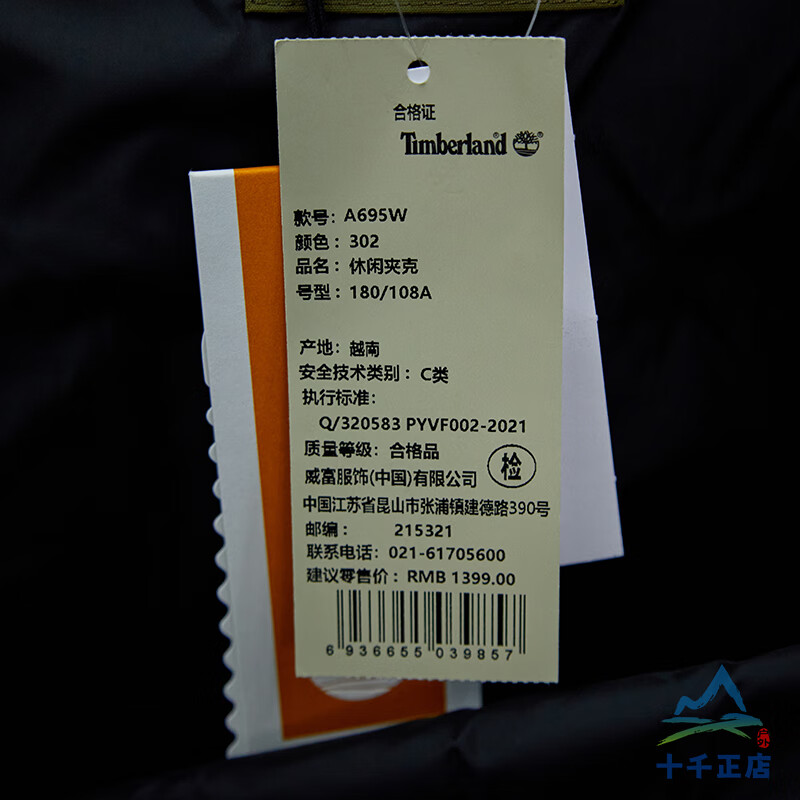 合格证
Timberland
款号：A695W
颜色：302
品名：休闲夹克
号型：180/108A
产地：越南
安全技术类别：C类
执行标准：
Q/320583 PYVF002-2021
质量等级：合格品
检
威富服饰(中国)有限公司
中国江苏省昆山市张浦镇建德路390号
邮编： 215321
联系电话：021-61705600
建议零售价：RMB 1399.00
6 936655 039857
十千正店